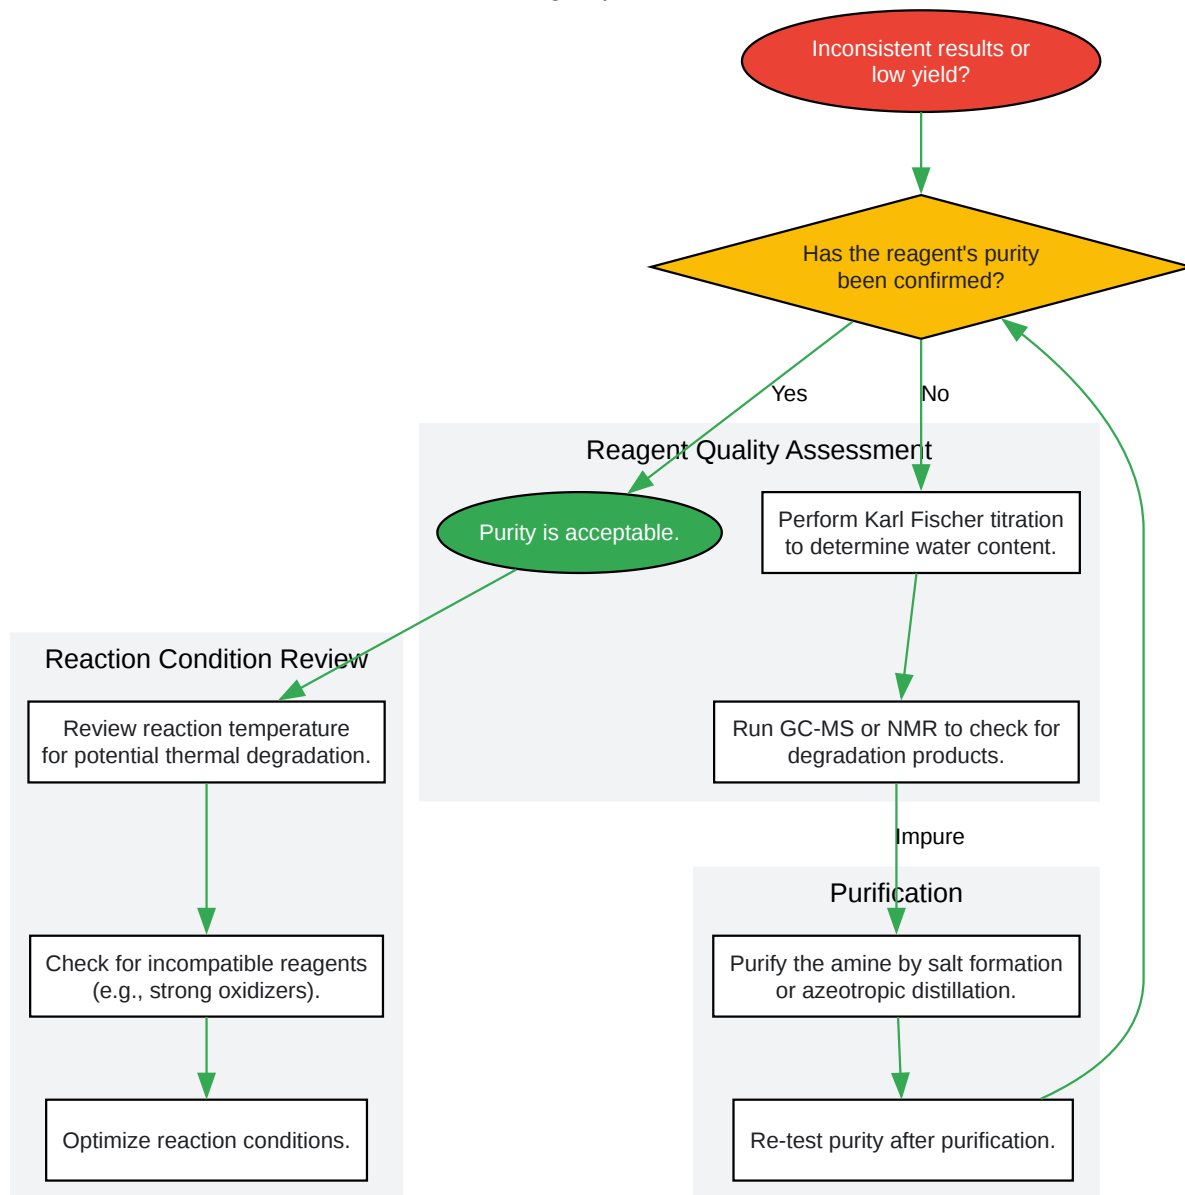 Inconsistent results or
low yield?
Has the reagent's purity
been confirmed?
Yes
No
Reagent Quality Assessment
Purity is acceptable.
Perform Karl Fischer titration
to determine water content.
Reaction Condition Review
Review reaction temperature
for potential thermal degradation.
Run GC-MS or NMR to check for
degradation products.
Impure
Purification
Check for incompatible reagents
(e.g., strong oxidizers).
Purify the amine by salt formation
or azeotropic distillation.
Optimize reaction conditions.
Re-test purity after purification.